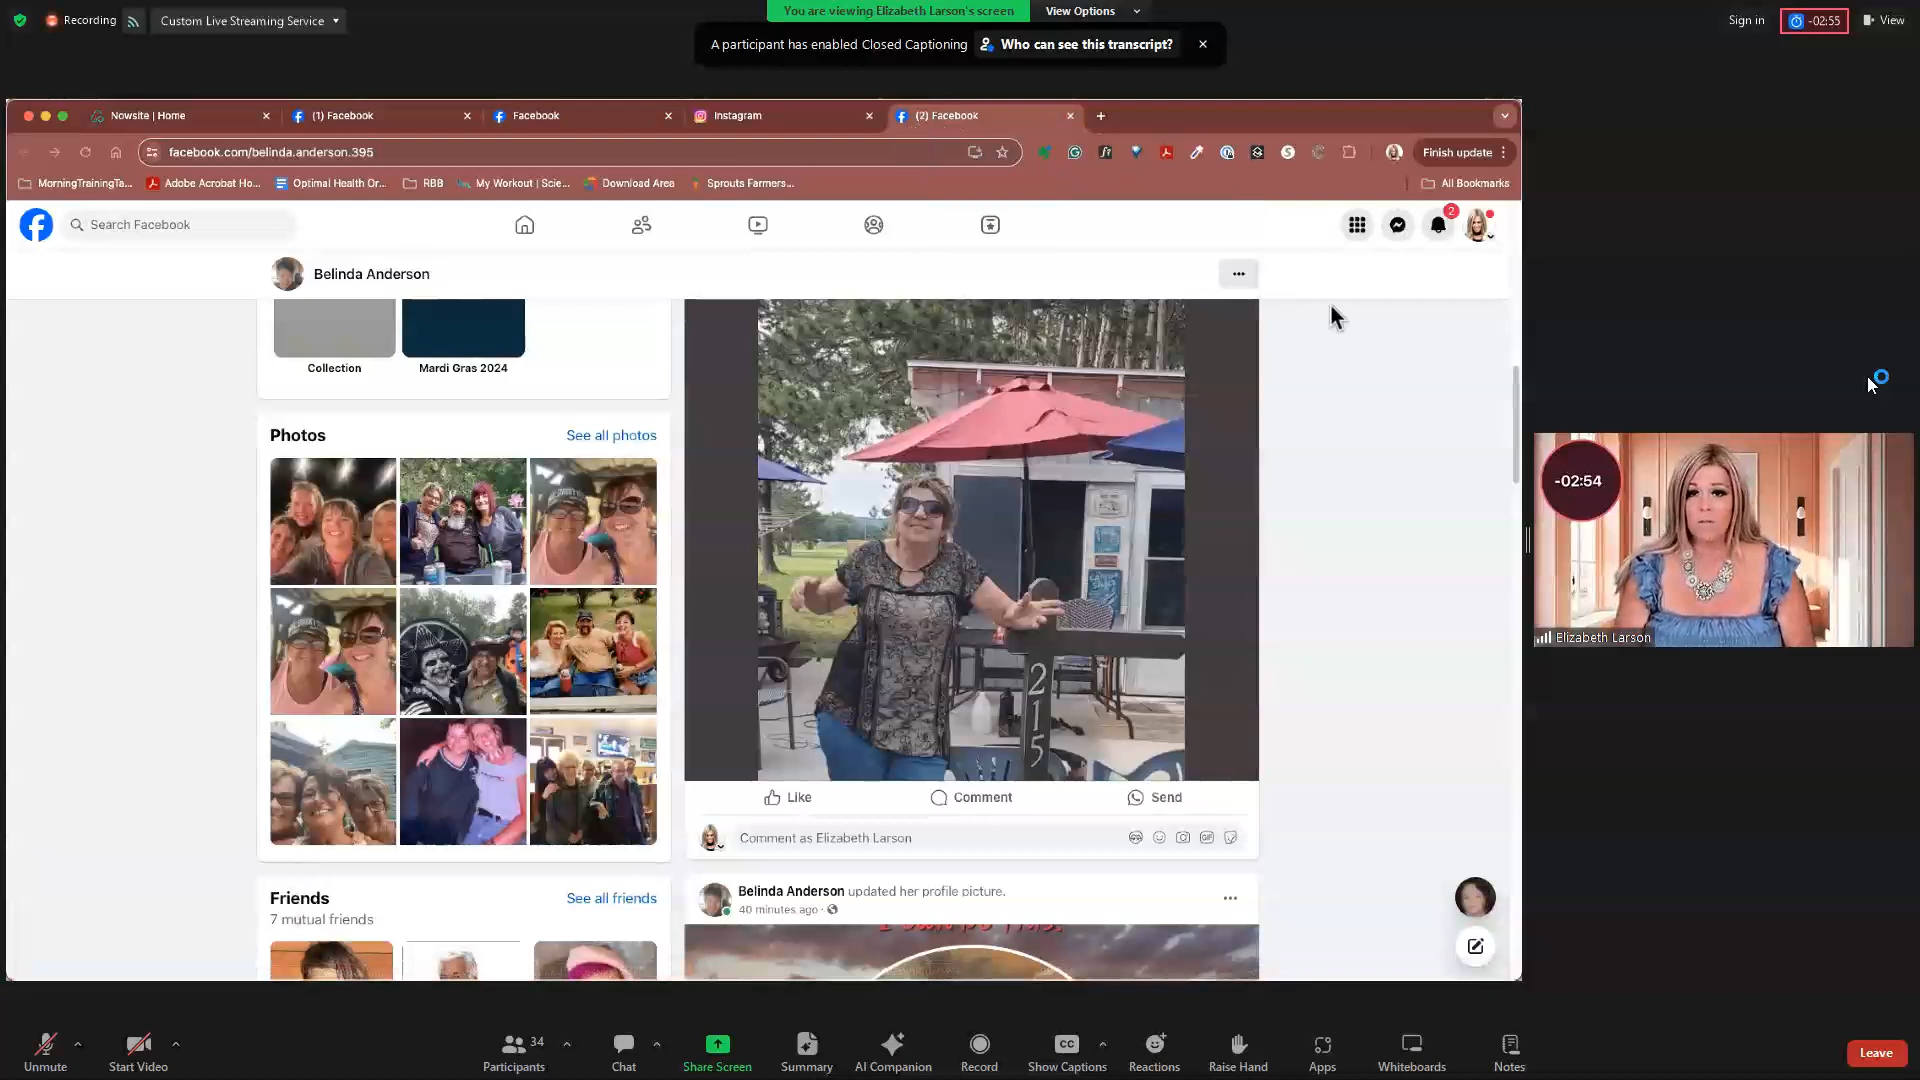 You are viewing Elizabeth Larson's screen
View Options
Recording
Custom Live Streaming Service
Sign in
-02:55
View
A participant has enabled Closed Captioning
Who can see this transcript?
Nowsite | Home
(1) Facebook
Facebook
Instagram
(2) Facebook
facebook.com/belinda.anderson.395
Finish update
MorningTrainingTa...
Adobe Acrobat Ho...
Optimal Health Or...
RBB
My Workout | Scie...
Download Area
Sprouts Farmers...
All Bookmarks
Search Facebook
2
Belinda Anderson
Collection
Mardi Gras 2024
Photos
See all photos
215
-02:54
Elizabeth Larson
Like
Comment
Send
Comment as Elizabeth Larson
GIF
Belinda Anderson updated her profile picture.
40 minutes ago ·
Friends
See all friends
7 mutual friends
Unmute
Start Video
Participants
34
Chat
Share Screen
Summary
AI Companion
Record
CC
Show Captions
Reactions
Raise Hand
Apps
Whiteboards
Notes
Leave